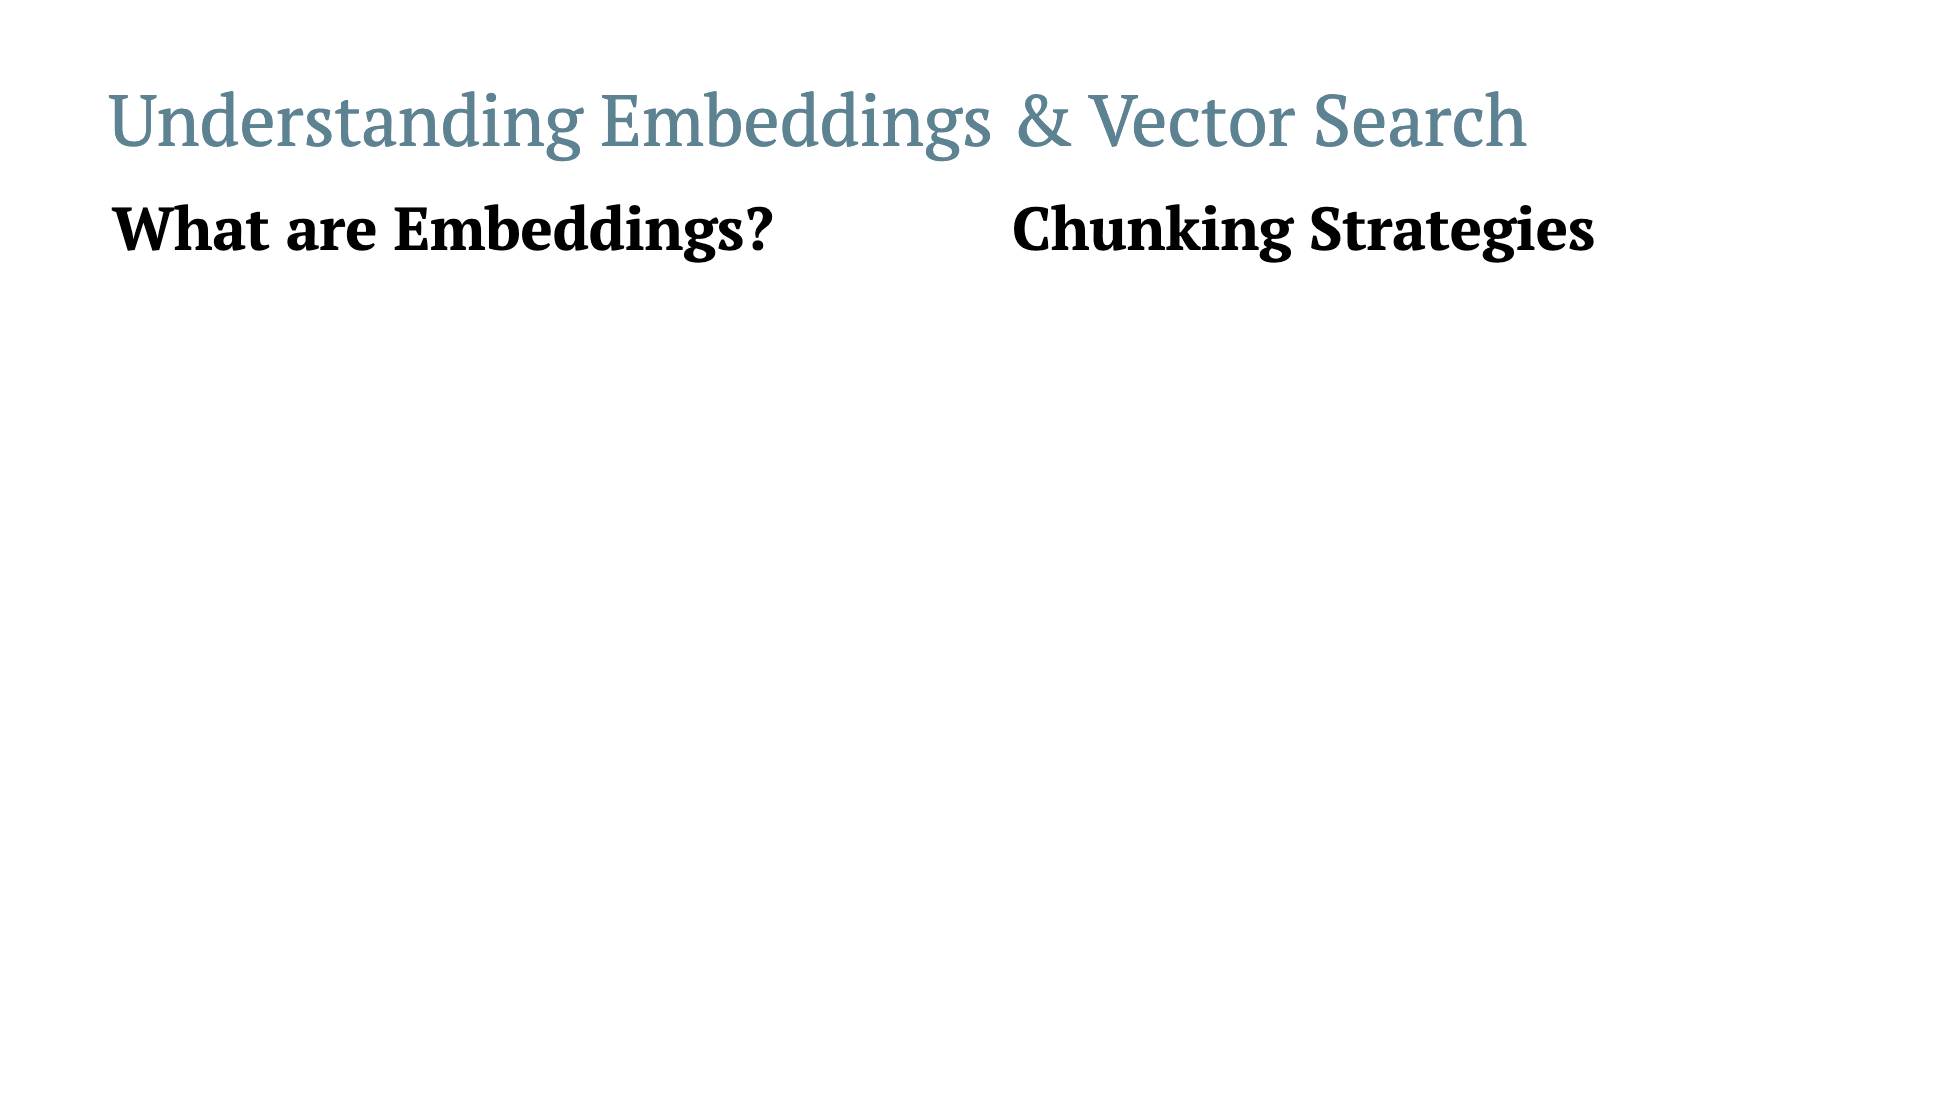 Understanding Embeddings & Vector Search
What are Embeddings?
Chunking Strategies